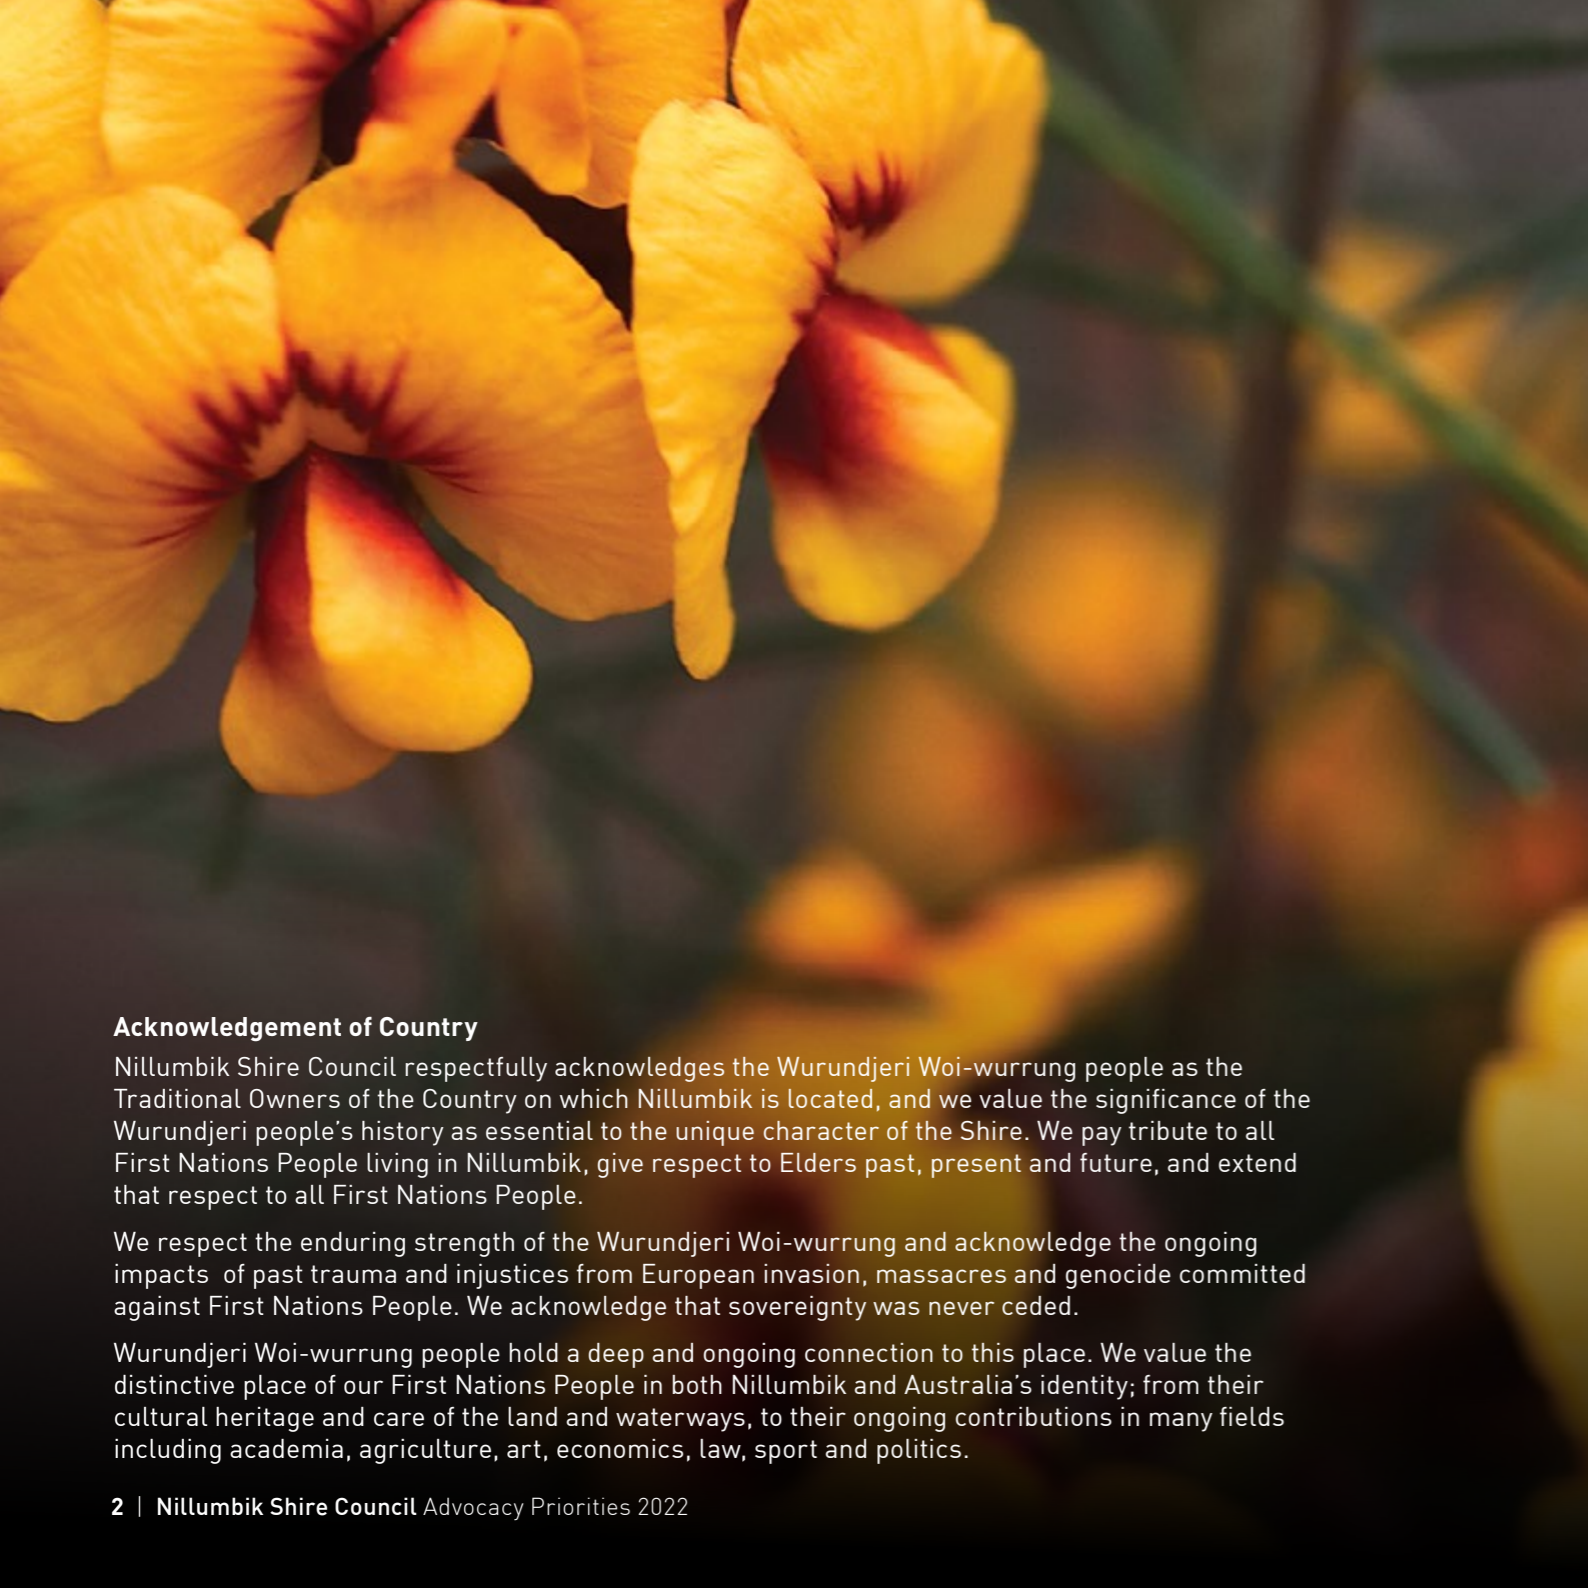 Acknowledgement of Country
Nillumbik Shire Council respectfully acknowledges the Wurundjeri Woi-wurrung people as the
Traditional Owners of the Country on which Nillumbik is located, and we value the significance of the
Wurundjeri people’s history as essential to the unique character of the Shire. We pay tribute to all
First Nations People living in Nillumbik, give respect to Elders past, present and future, and extend
that respect to all First Nations People.
We respect the enduring strength of the Wurundjeri Woi-wurrung and acknowledge the ongoing
impacts  of past trauma and injustices from European invasion, massacres and genocide committed
against First Nations People. We acknowledge that sovereignty was never ceded.
Wurundjeri Woi-wurrung people hold a deep and ongoing connection to this place. We value the
distinctive place of our First Nations People in both Nillumbik and Australia’s identity; from their
cultural heritage and care of the land and waterways, to their ongoing contributions in many fields
including academia, agriculture, art, economics, law, sport and politics.
2 | Nillumbik Shire Council Advocacy Priorities 2022